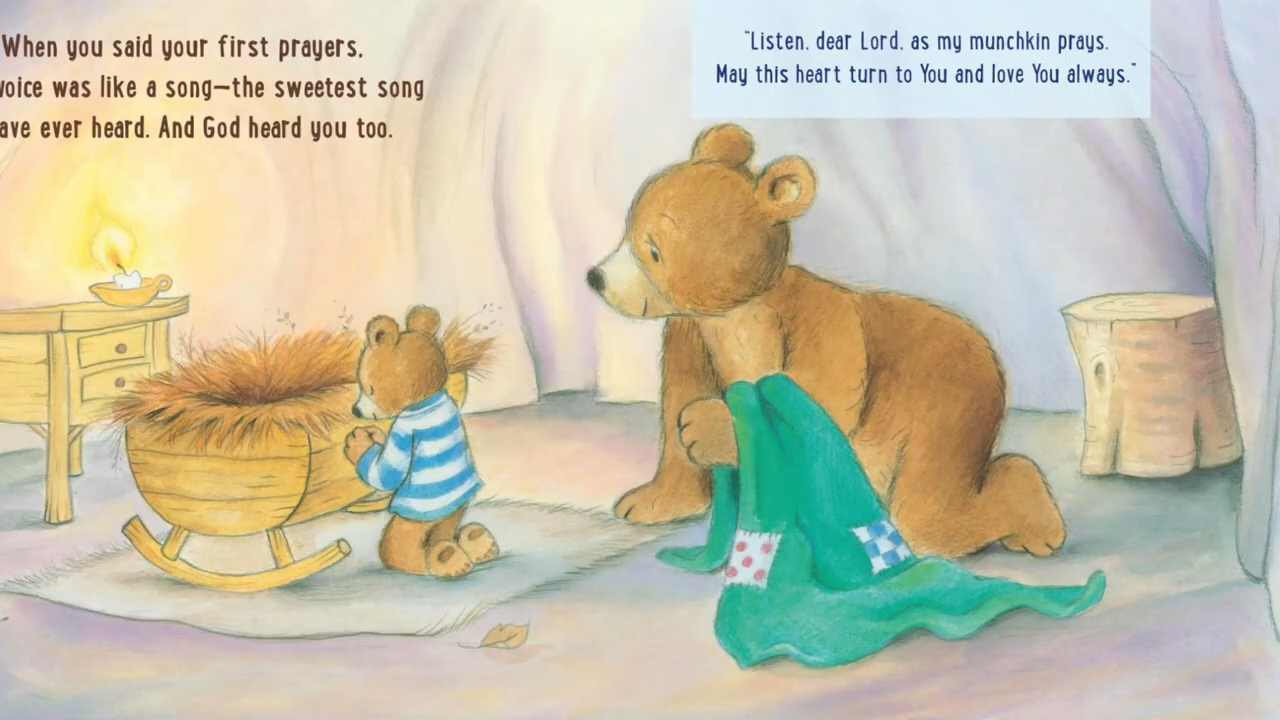 When you said your first prayers,
voice was like a song—the sweetest song
ave ever heard. And God heard you too.
"Listen, dear Lord, as my munchkin prays.
May this heart turn to You and love You always."